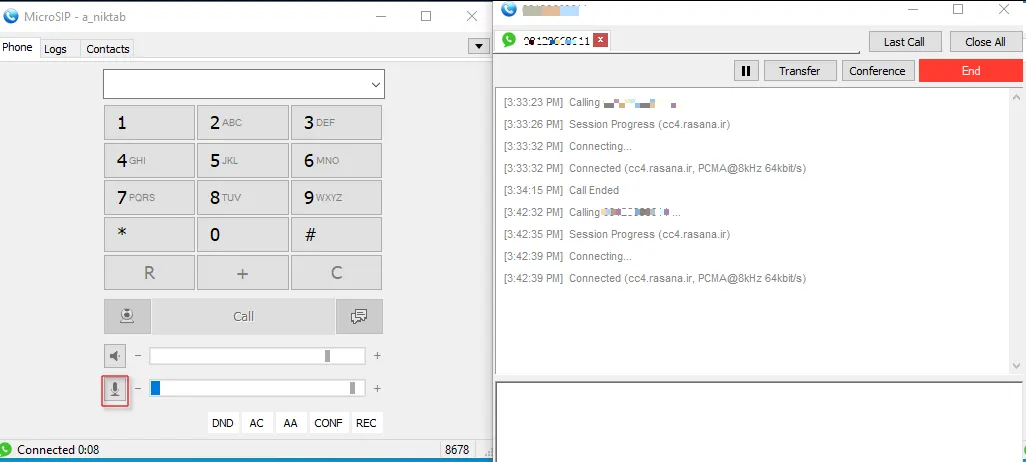 MicroSIP - a_niktab
Phone Logs Contacts
1
2 ABC
3 DEF
4 GHI
5 JKL
6 MNO
7 PQRS
8 TUV
9 WXYZ
*
0
#
R
+
C
Call
- +
- +
DND AC AA CONF REC
Connected 0:08 8678
Last Call Close All
Transfer Conference End
[3:33:23 PM] Calling
[3:33:26 PM] Session Progress (cc4.rasana.ir)
[3:33:32 PM] Connecting...
[3:33:32 PM] Connected (cc4.rasana.ir, PCMA@8kHz 64kbit/s)
[3:34:15 PM] Call Ended
[3:42:32 PM] Calling ...
[3:42:35 PM] Session Progress (cc4.rasana.ir)
[3:42:39 PM] Connecting...
[3:42:39 PM] Connected (cc4.rasana.ir, PCMA@8kHz 64kbit/s)